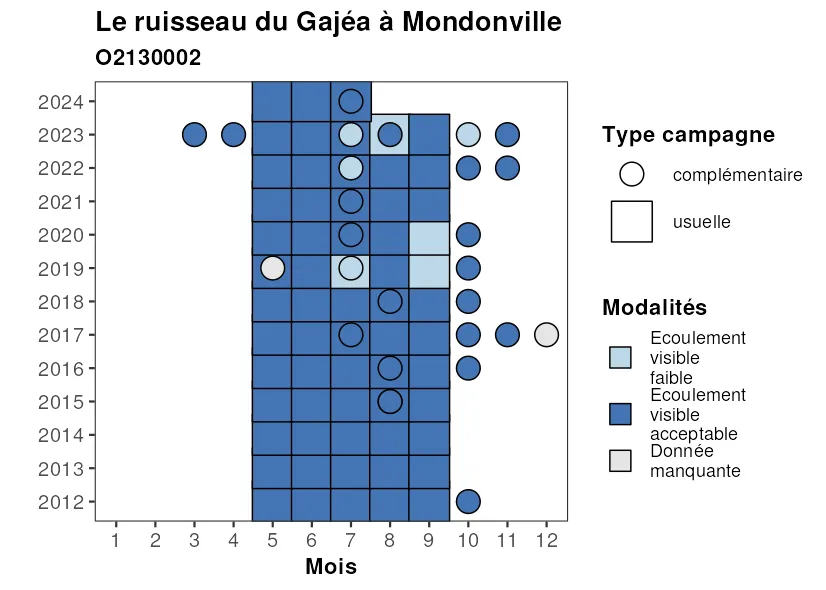 Le ruisseau du Gajéa à Mondonville
O2130002
2024
2023
2022
2021
2020
2019
2018
2017
2016
2015
2014
2013
2012
1 2 3 4 5 6 7 8 9 10 11 12
Mois
Type campagne
complémentaire
usuelle
Modalités
Ecoulement
visible
faible
Ecoulement
visible
acceptable
Donnée
manquante